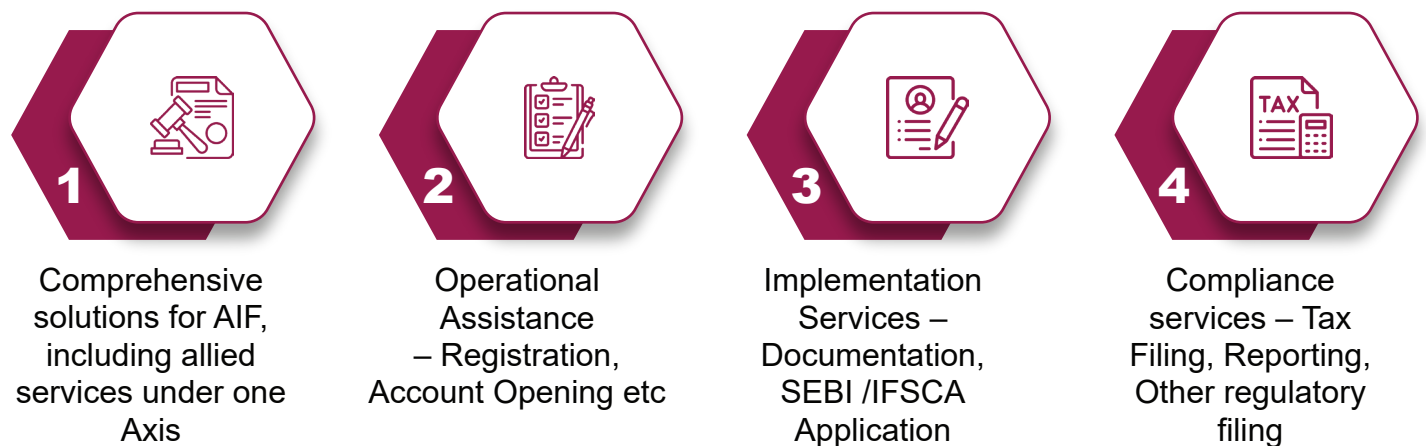 1
Comprehensive
solutions for AIF,
including allied
services under one
Axis
2
Operational
Assistance
– Registration,
Account Opening etc
3
Implementation
Services –
Documentation,
SEBI /IFSCA
Application
TAX
4
Compliance
services – Tax
Filing, Reporting,
Other regulatory
filing